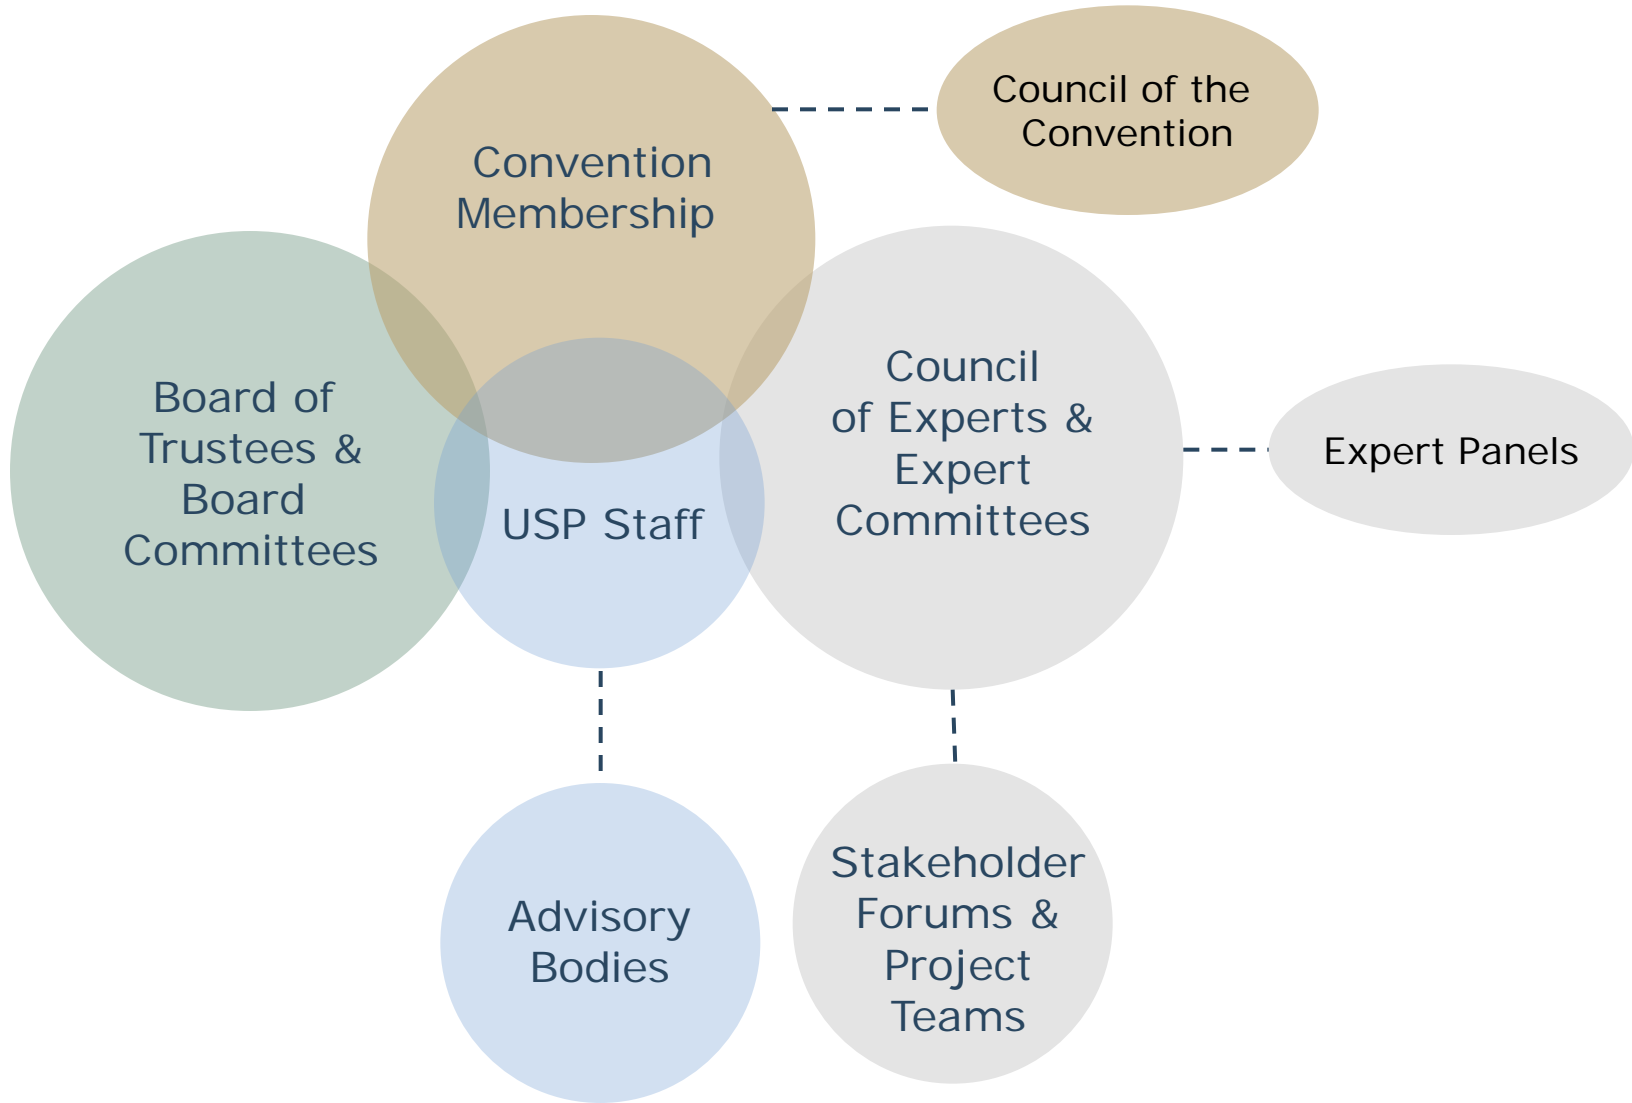 Council of the
Convention
Convention
Membership
Board of
Trustees &
Board
Committees
USP Staff
Council
of Experts &
Expert
Committees
Expert Panels
Advisory
Bodies
Stakeholder
Forums &
Project
Teams